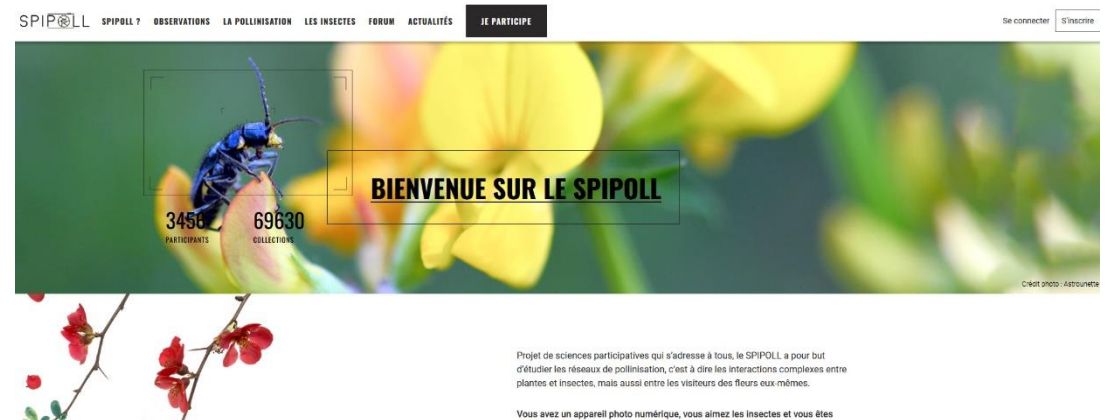 SPIPOLL SPIPOLL ? OBSERVATIONS LA POLLINISATION LES INSECTES FORUM ACTUALITÉS JE PARTICIPE Se connecter S'inscrire
BIENVENUE SUR LE SPIPOLL
3456 69630
PARTICIPANTS COLLECTIONS
Crédit photo : Astrounette
Projet de sciences participatives qui s'adresse à tous, le SPIPOLL a pour but
d'étudier les réseaux de pollinisation, c'est à dire les interactions complexes entre
plantes et insectes, mais aussi entre les visiteurs des fleurs eux-mêmes.
Vous avez un appareil photo numérique, vous aimez les insectes et vous êtes